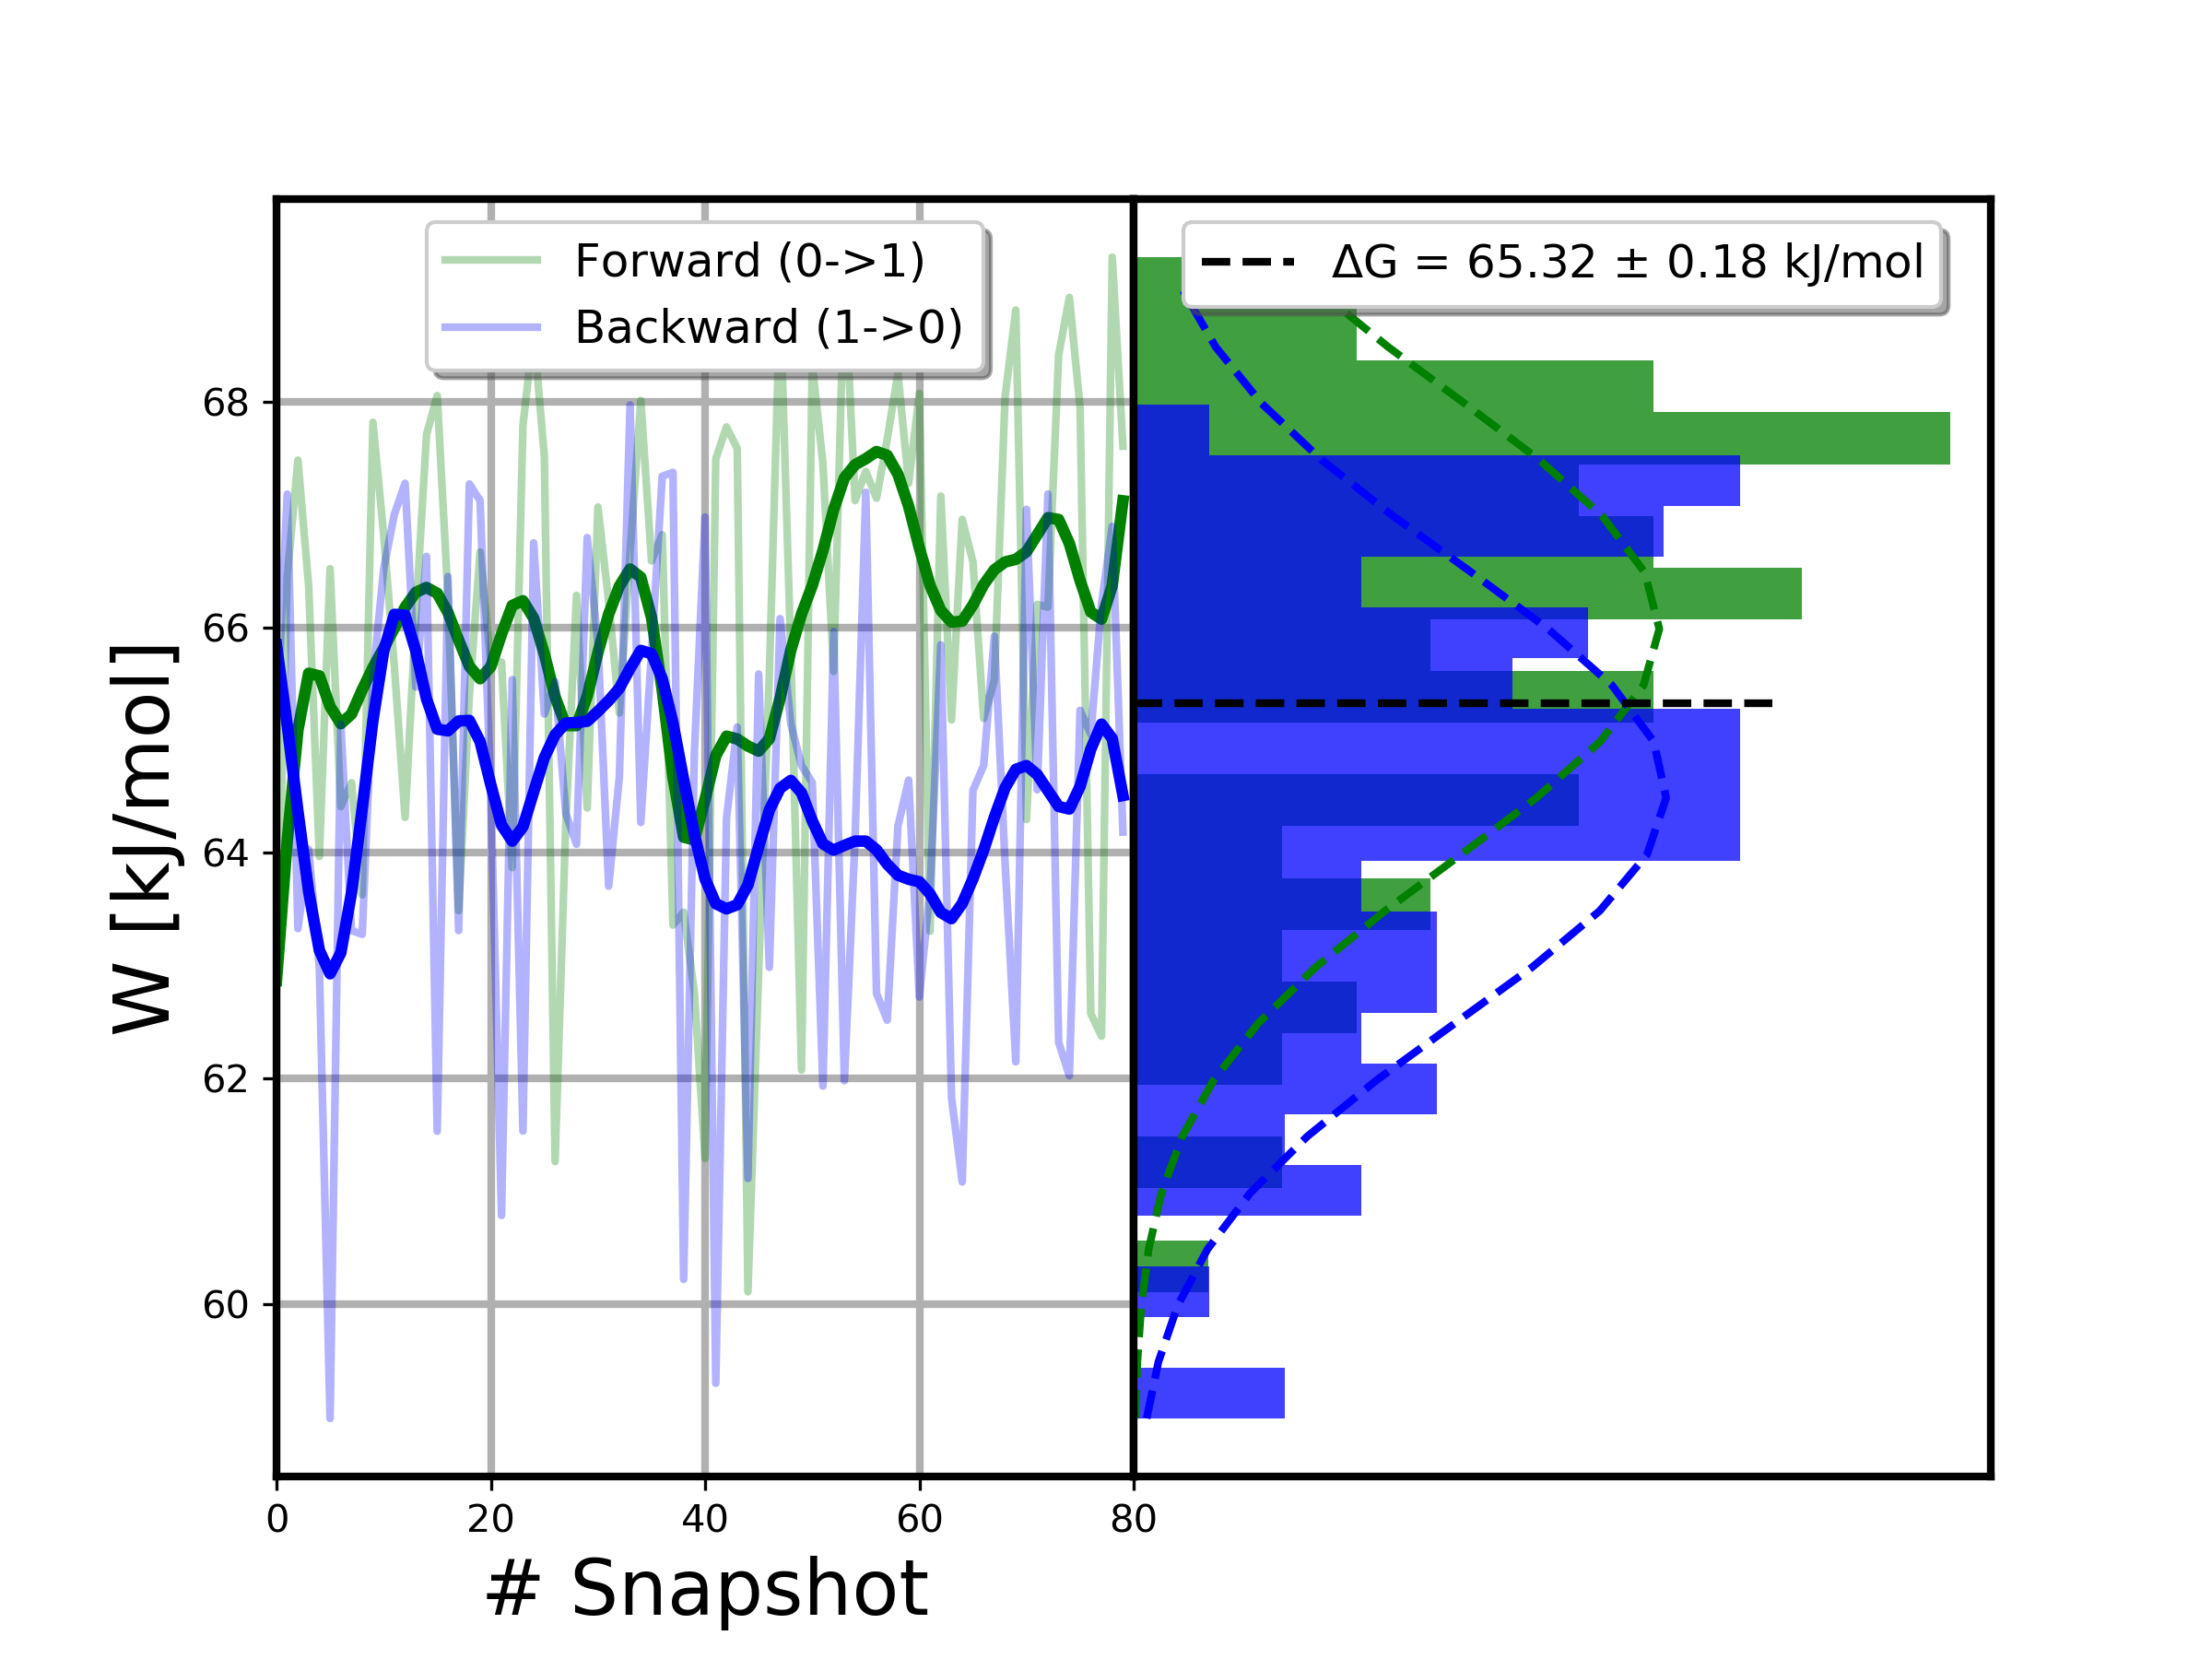 Forward (0->1)
Backward (1->0)
ΔG = 65.32 ± 0.18 kJ/mol
68
66
64
62
60
W [kJ/mol]
0 20 40 60 80
# Snapshot